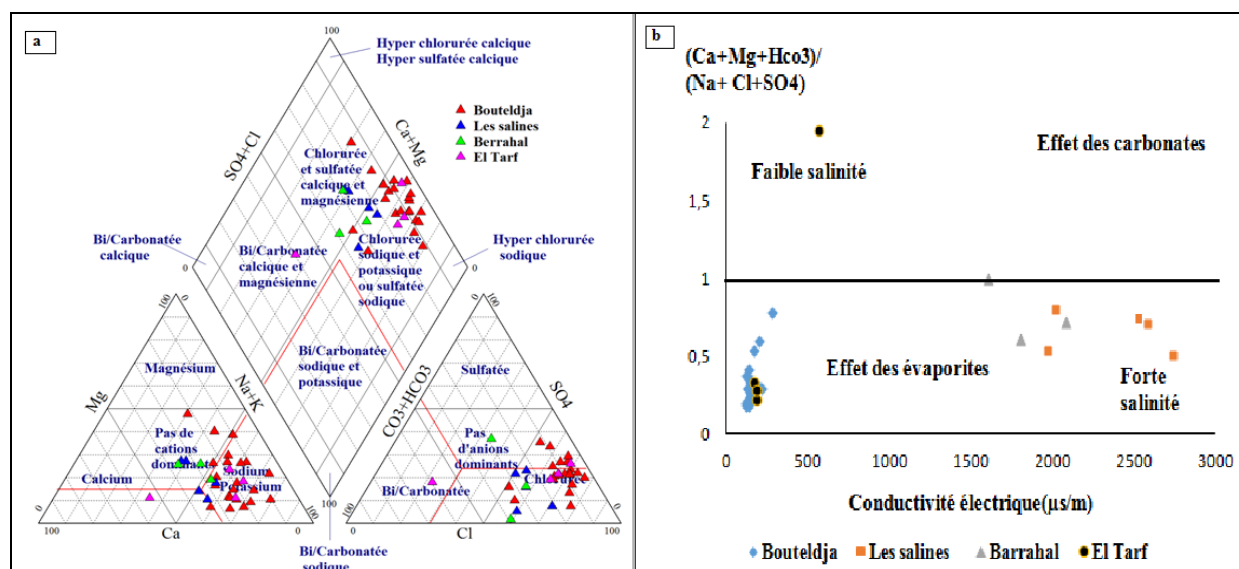 a
100
Hyper chlorurée calcique
Hyper sulfatée calcique
Bouteldja
Les salines
Berrahal
El Tarf
SO4+Cl
Ca+Mg
Chlorurée
et sulfatée
calcique et
magnésienne
Bi/Carbonatée
calcique
Bi/Carbonatée
calcique et
magnésienne
Chlorurée
sodique et
potassique
ou sulfatée
sodique
Hyper chlorurée
sodique
0
0
100
0
0
100
Magnésium
Bi/Carbonatée
sodique et
potassique
Sulfatée
Mg
Na+K
CO3+HCO3
SO4
Pas de
cations
dominants
Pas
d'anions
dominants
Calcium
Sodium
Potassium
Bi/Carbonatée
Chlorurée
100
Ca
0
100
0
Cl
100
Bi/Carbonatée
sodique
b
(Ca+Mg+Hco3)/
(Na+ Cl+SO4)
2
1,5
1
0,5
0
Effet des carbonates
Faible salinité
Effet des évaporites
Forte
salinité
0
500
1000
1500
2000
2500
3000
Conductivité électrique(µs/m)
Bouteldja
Les salines
Barrahal
El Tarf